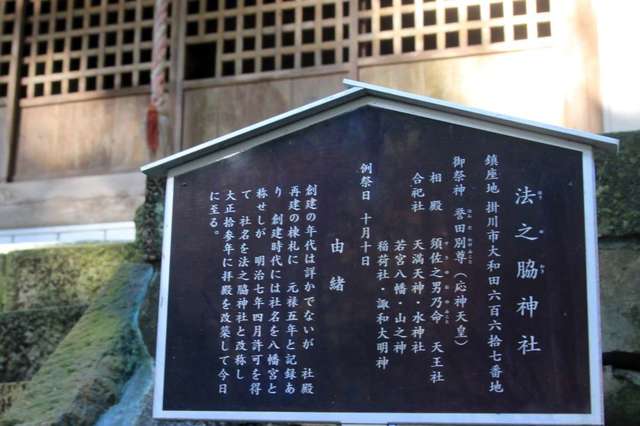 法之脇神社
鎮座地 掛川市大和田六百六拾七番地
御祭神 誉田別尊(応神天皇)
相殿 須佐之男乃命 天王社
合祀社 天満天神・水神社
若宮八幡・山之神
稲荷社・諏和大明神
例祭日 十月十日
由緒
創建の年代は詳かでないが 社殿
再建の棟札に 元禄五年と記録あ
り 創建時代には社名を八幡宮と
称せしが 明治七年四月許可を得
て 社名を法之脇神社と改称し
大正拾参年に拝殿を改築して今日
に至る。